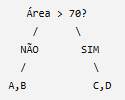 Área > 70?
/ \
NÃO SIM
/ \
A,B C,D